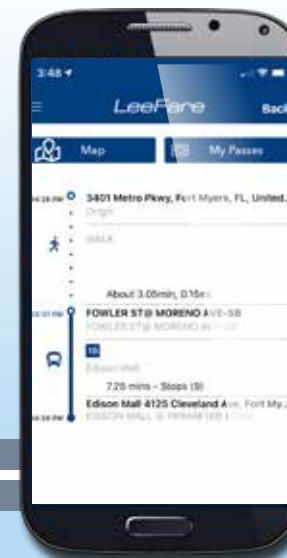 3:48
LeeFare Back
Map My Passes
3401 Metro Pkwy, Fort Myers, FL, United.
Origin
WALK
About 3.05min, 0.15
FOWLER ST@ MORENO AVE-SB
FOWLER ST@ MORENO
Edison Mall
7.25 mins - Stops (9)
Edison Mall 4125 Cleveland Ave, Fort My..
EDISON MALL @ PERIMETER